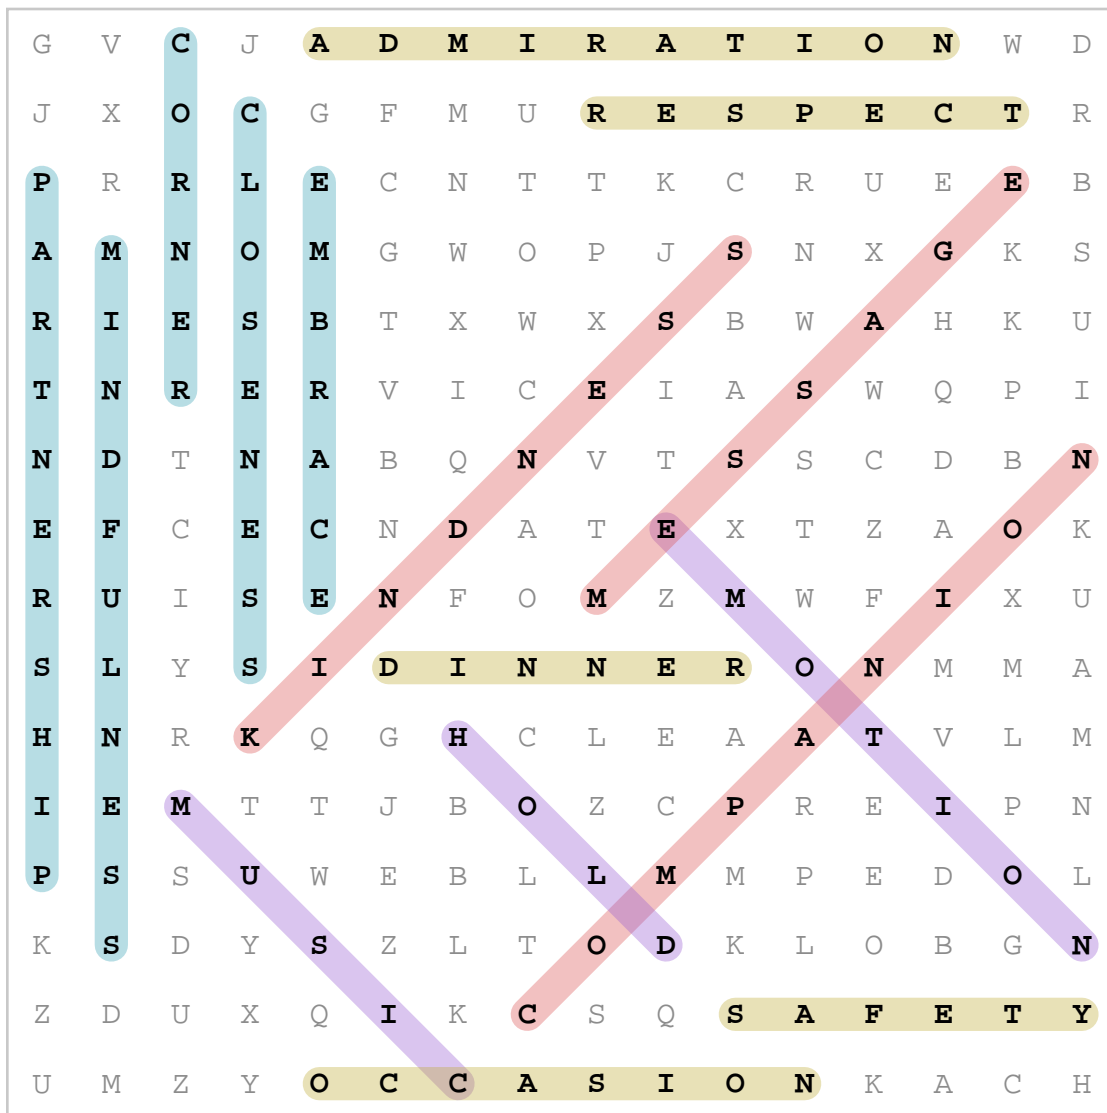 G V C J A D M I R A T I O N W D
J X O C G F M U R E S P E C T R
P R R L E C N T T K C R U E E B
A M N O M G W O P J S N X G K S
R I E S B T X W X S B W A H K U
T N R E R V I C E I A S W Q P I
N D T N A B Q N V T S S C D B N
E F C E C N D A T E X T Z A O K
R U I S E N F O M Z M W F I X U
S L Y S I D I N N E R O N M M A
H N R K Q G H C L E A A T V L M
I E M T T J B O Z C P R E I P N
P S S U W E B L L M M P E D O L
K S D Y S Z L T O D K L O B G N
Z D U X Q I K C S Q S A F E T Y
U M Z Y O C C A S I O N K A C H